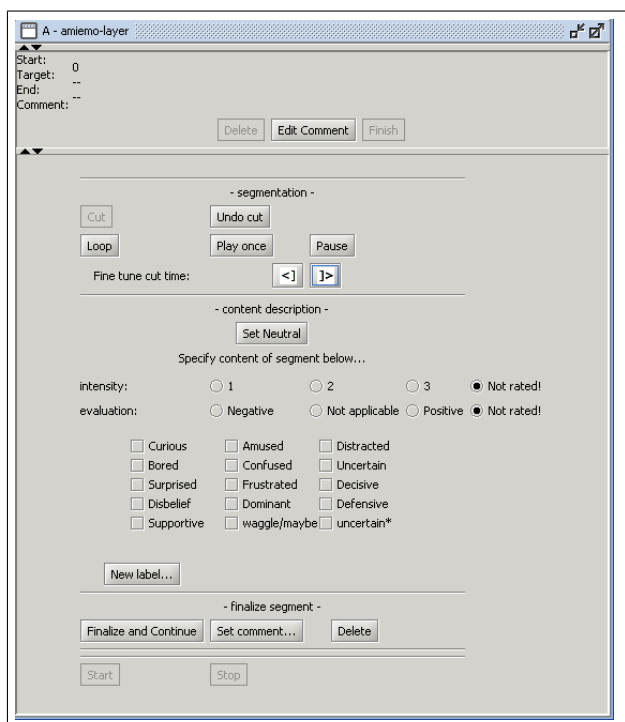 A - amiemo-layer
Start: 0
Target: --
End: --
Comment:
Delete Edit Comment Finish
- segmentation -
Cut Undo cut
Loop Play once Pause
Fine tune cut time: <] ]>
- content description -
Set Neutral
Specify content of segment below...
intensity: 1 2 3 Not rated!
evaluation: Negative Not applicable Positive Not rated!
Curious Amused Distracted
Bored Confused Uncertain
Surprised Frustrated Decisive
Disbelief Dominant Defensive
Supportive waggle/maybe uncertain*
New label...
- finalize segment -
Finalize and Continue Set comment... Delete
Start Stop